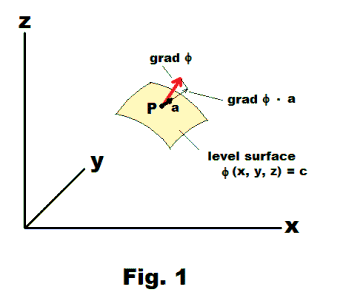 z
grad ϕ
P
a
grad ϕ · a
y
level surface
ϕ (x, y, z) = c
x
Fig. 1